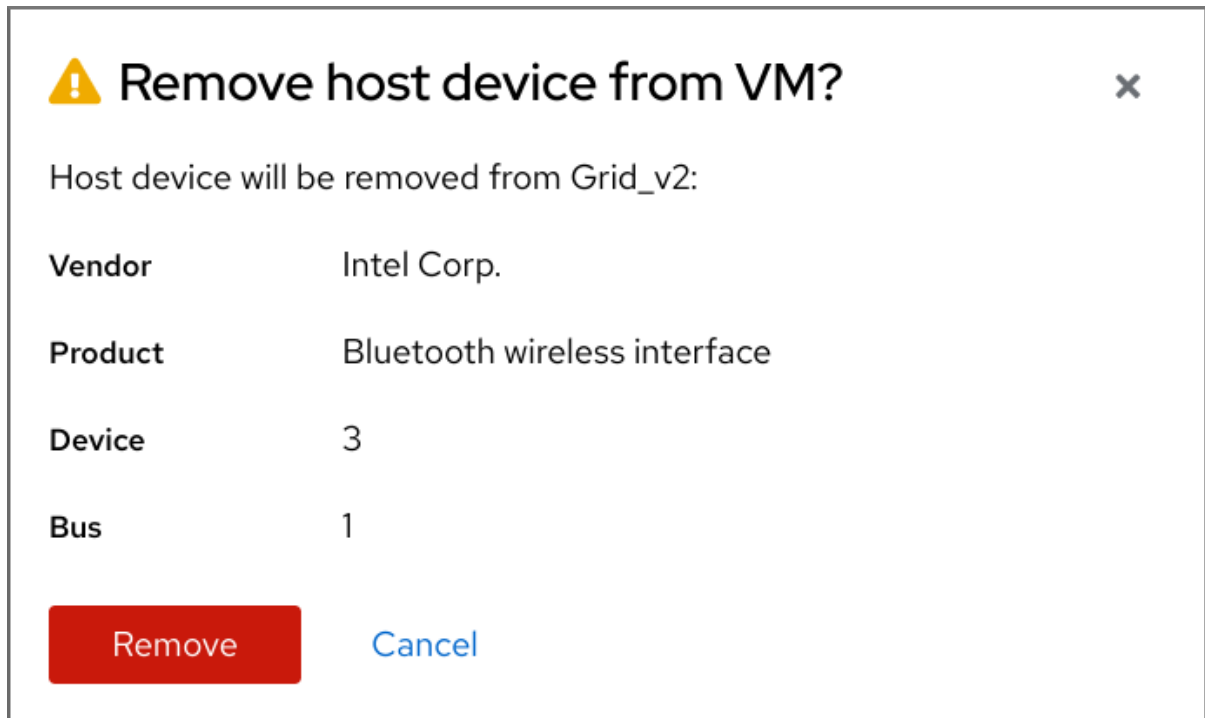 Remove host device from VM?
Host device will be removed from Grid_v2:
Vendor Intel Corp.
Product Bluetooth wireless interface
Device 3
Bus 1
Remove Cancel